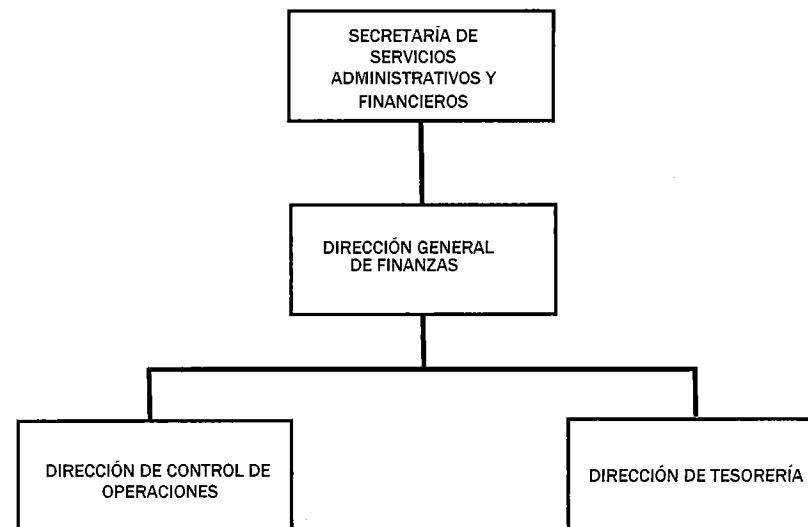 SECRETARÍA DE
SERVICIOS
ADMINISTRATIVOS Y
FINANCIEROS
DIRECCIÓN GENERAL
DE FINANZAS
DIRECCIÓN DE CONTROL DE
OPERACIONES
DIRECCIÓN DE TESORERÍA